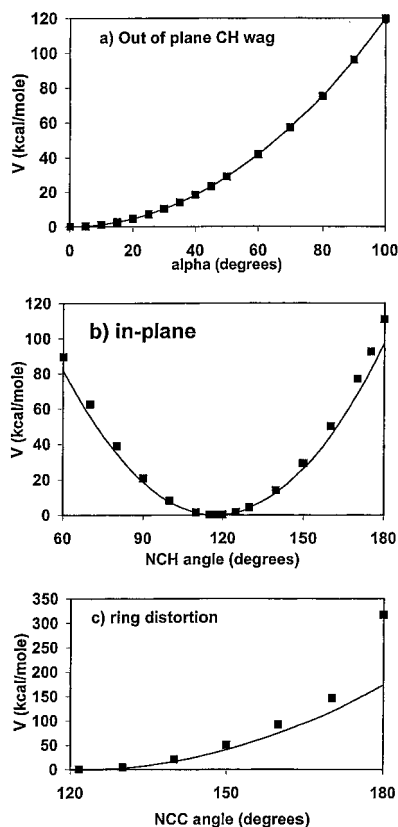 a) Out of plane CH wag
V (kcal/mole)
120
100
80
60
40
20
0
0 20 40 60 80 100
alpha (degrees)
b) in-plane
V (kcal/mole)
120
100
80
60
40
20
0
60 90 120 150 180
NCH angle (degrees)
c) ring distortion
V (kcal/mole)
350
300
250
200
150
100
50
0
120 150 180
NCC angle (degrees)